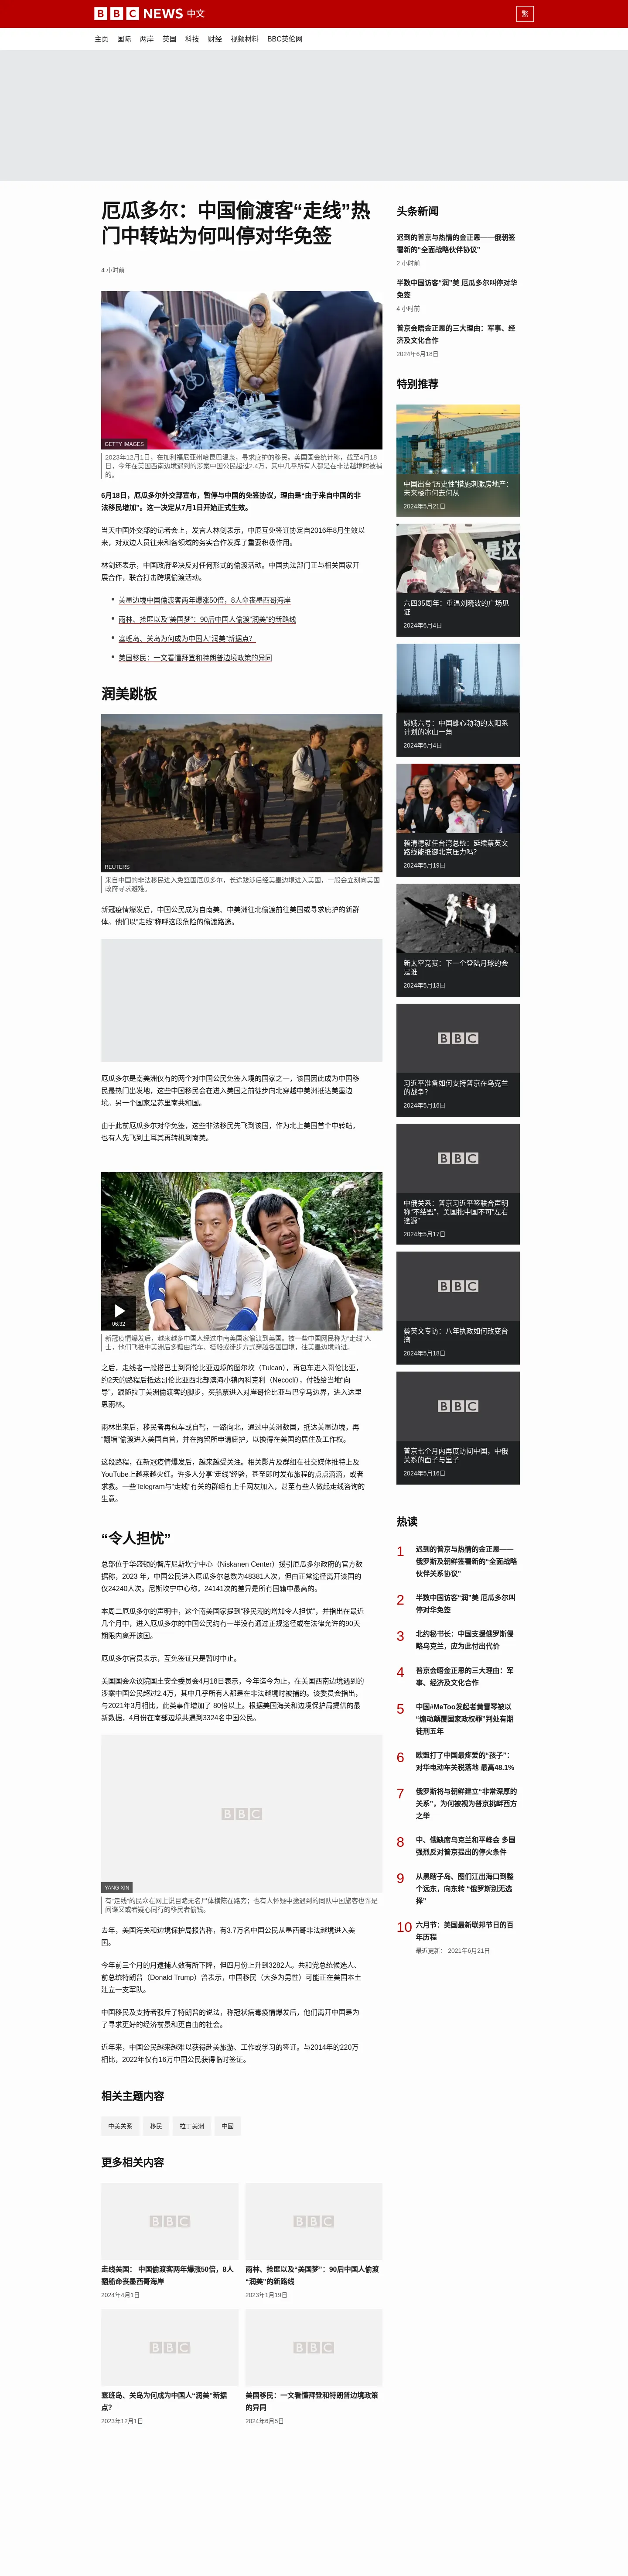 BBC NEWS 中文
繁
主页 国际 两岸 美国 科技 财经 视频材料 BBC英伦网
厄瓜多尔：中国偷渡客“走线”热
门中转站为何叫停对华免签
4 小时前
GETTY IMAGES
2023年12月1日，在加利福尼亚州哈昆巴温泉，寻求庇护的移民。美国国会统计称，截至4月18
日，今年在美国西南边境遇到的涉案中国公民超过2.4万，其中几乎所有人都是在非法越境时被捕
的。
6月18日，厄瓜多尔外交部宣布，暂停与中国的免签协议，理由是“由于来自中国的非
法移民增加”。这一决定从7月1日开始正式生效。
当天中国外交部的记者会上，发言人林剑表示，中厄互免签证协定自2016年8月生效以
来，对双边人员往来和各领域的务实合作发挥了重要积极作用。
林剑还表示，中国政府坚决反对任何形式的偷渡活动。中国执法部门正与相关国家开
展合作，联合打击跨境偷渡活动。
美墨边境中国偷渡客两年爆涨50倍，8人命丧墨西哥海岸
雨林、抢匪以及“美国梦”：90后中国人偷渡“润美”的新路线
塞班岛、关岛为何成为中国人“润美”新据点？
美国移民：一文看懂拜登和特朗普边境政策的异同
润美跳板
REUTERS
来自中国的非法移民进入免签国厄瓜多尔，长途跋涉后经美墨边境进入美国，一般会立刻向美国
政府寻求避难。
新冠疫情爆发后，中国公民成为自南美、中美洲往北偷渡前往美国或寻求庇护的新群
体。他们以“走线”称呼这段危险的偷渡路途。
厄瓜多尔是南美洲仅有的两个对中国公民免签入境的国家之一，该国因此成为中国移
民最热门出发地，这些中国移民会在进入美国之前徒步向北穿越中美洲抵达美墨边
境。另一个国家是苏里南共和国。
由于此前厄瓜多尔对华免签，这些非法移民先飞到该国，作为北上美国首个中转站，
也有人先飞到土耳其再转机到南美。
06:32
新冠疫情爆发后，越来越多中国人经过中南美国家偷渡到美国。被一些中国网民称为“走线”人
士，他们飞抵中美洲后多藉由汽车、搭船或徒步方式穿越各国国境，往美墨边境前进。
之后，走线者一般搭巴士到哥伦比亚边境的图尔坎（Tulcan），再包车进入哥伦比亚，
约2天的路程后抵达哥伦比亚西北部滨海小镇內科克利（Necoclí），付钱给当地“向
导”，跟随拉丁美洲偷渡客的脚步，买船票进入对岸哥伦比亚与巴拿马边界，进入达里
恩雨林。
雨林出来后，移民者再包车或自驾，一路向北，通过中美洲数国，抵达美墨边境，再
“翻墙”偷渡进入美国自首，并在拘留所申请庇护，以换得在美国的居住及工作权。
这段路程，在新冠疫情爆发后，越来越受关注。相关影片及群组在社交媒体推特上及
YouTube上越来越火红。许多人分享“走线”经验，甚至即时发布旅程的点点滴滴，或者
求救。一些Telegram与“走线”有关的群组有上千网友加入，甚至有些人做起走线咨询的
生意。
“令人担忧”
总部位于华盛顿的智库尼斯坎宁中心（Niskanen Center）援引厄瓜多尔政府的官方数
据称，2023 年，中国公民进入厄瓜多尔总数为48381人次，但由正常途径离开该国的
仅24240人次。尼斯坎宁中心称，24141次的差异是所有国籍中最高的。
本周二厄瓜多尔的声明中，这个南美国家提到“移民潮的增加令人担忧”，并指出在最近
几个月中，进入厄瓜多尔的中国公民约有一半没有通过正规途径或在法律允许的90天
期限内离开该国。
厄瓜多尔官员表示，互免签证只是暂时中止。
美国国会众议院国土安全委员会4月18日表示，今年迄今为止，在美国西南边境遇到的
涉案中国公民超过2.4万，其中几乎所有人都是在非法越境时被捕的。该委员会指出，
与2021年3月相比，此类事件增加了 80倍以上。根据美国海关和边境保护局提供的最
新数据，4月份在南部边境共遇到3324名中国公民。
BBC
YANG XIN
有“走线”的民众在网上说目睹无名尸体横陈在路旁；也有人怀疑中途遇到的同队中国旅客也许是
间谍又或者疑心同行的移民者偷钱。
去年，美国海关和边境保护局报告称，有3.7万名中国公民从墨西哥非法越境进入美
国。
今年前三个月的月逮捕人数有所下降，但四月份上升到3282人。共和党总统候选人、
前总统特朗普（Donald Trump）曾表示，中国移民（大多为男性）可能正在美国本土
建立一支军队。
中国移民及支持者驳斥了特朗普的说法，称冠状病毒疫情爆发后，他们离开中国是为
了寻求更好的经济前景和更自由的社会。
近年来，中国公民越来越难以获得赴美旅游、工作或学习的签证。与2014年的220万
相比，2022年仅有16万中国公民获得临时签证。
相关主题内容
中美关系 移民 拉丁美洲 中國
更多相关内容
BBC
走线美国： 中国偷渡客两年爆涨50倍，8人
翻船命丧墨西哥海岸
2024年4月1日
BBC
雨林、抢匪以及“美国梦”：90后中国人偷渡
“润美”的新路线
2023年1月19日
BBC
塞班岛、关岛为何成为中国人“润美”新据
点？
2023年12月1日
BBC
美国移民：一文看懂拜登和特朗普边境政策
的异同
2024年6月5日
头条新闻
迟到的普京与热情的金正恩——俄朝签
署新的“全面战略伙伴协议”
2 小时前
半数中国访客“润”美 厄瓜多尔叫停对华
免签
4 小时前
普京会晤金正恩的三大理由：军事、经
济及文化合作
2024年6月18日
特别推荐
中国出台“历史性”措施刺激房地产：
未来楼市何去何从
2024年5月21日
六四35周年：重温刘晓波的广场见
证
2024年6月4日
嫦娥六号：中国雄心勃勃的太阳系
计划的冰山一角
2024年6月4日
赖清德就任台湾总统：延续蔡英文
路线能抵御北京压力吗？
2024年5月19日
新太空竞赛：下一个登陆月球的会
是谁
2024年5月13日
BBC
习近平准备如何支持普京在乌克兰
的战争？
2024年5月16日
BBC
中俄关系：普京习近平签联合声明
称“不结盟”，美国批中国不可“左右
逢源”
2024年5月17日
BBC
蔡英文专访：八年执政如何改变台
湾
2024年5月18日
BBC
普京七个月内再度访问中国，中俄
关系的面子与里子
2024年5月16日
热读
1 迟到的普京与热情的金正恩——
俄罗斯及朝鲜签署新的“全面战略
伙伴关系协议”
2 半数中国访客“润”美 厄瓜多尔叫
停对华免签
3 北约秘书长：中国支援俄罗斯侵
略乌克兰，应为此付出代价
4 普京会晤金正恩的三大理由：军
事、经济及文化合作
5 中国#MeToo发起者黄雪琴被以
“煽动颠覆国家政权罪”判处有期
徒刑五年
6 欧盟打了中国最疼爱的“孩子”：
对华电动车关税落地 最高48.1%
7 俄罗斯将与朝鲜建立“非常深厚的
关系”，为何被视为普京挑衅西方
之举
8 中、俄缺席乌克兰和平峰会 多国
强烈反对普京提出的停火条件
9 从黑瞎子岛、图们江出海口到整
个远东，向东转 “俄罗斯别无选
择”
10 六月节：美国最新联邦节日的百
年历程
最近更新： 2021年6月21日